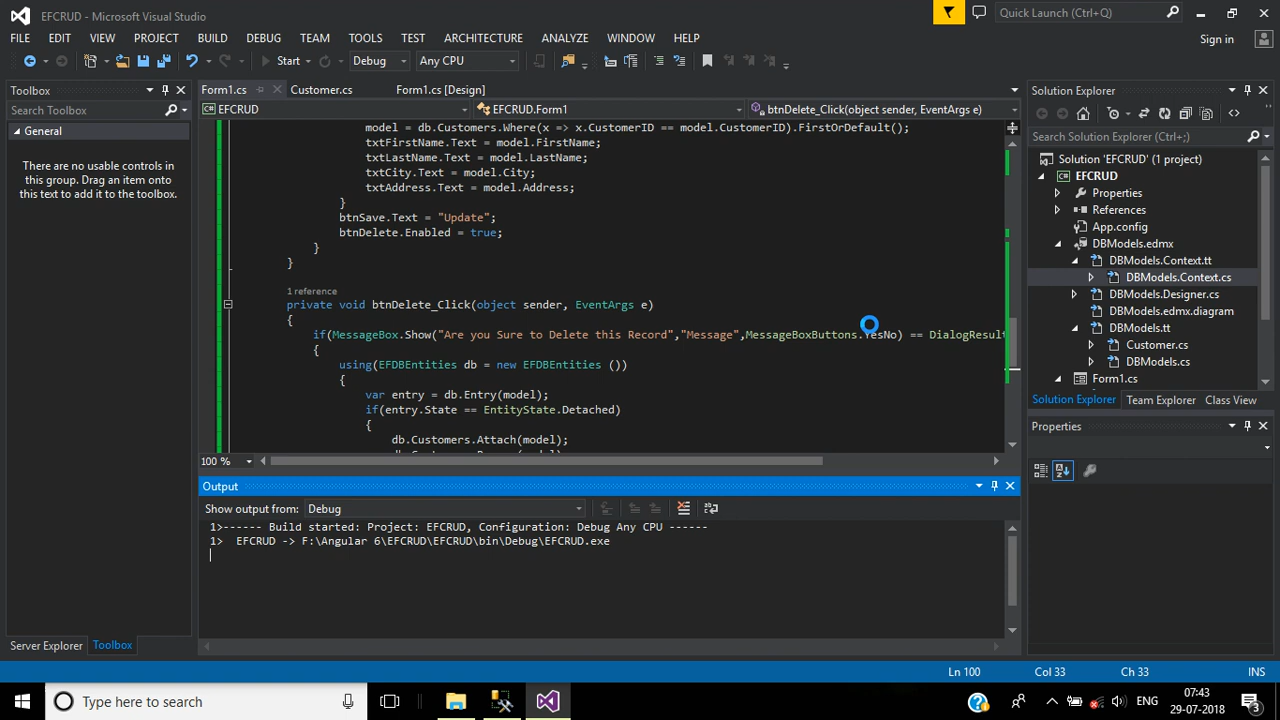 EFCRUD - Microsoft Visual Studio
Quick Launch (Ctrl+Q)
FILE EDIT VIEW PROJECT BUILD DEBUG TEAM TOOLS TEST ARCHITECTURE ANALYZE WINDOW HELP
Sign in
Start Debug Any CPU
Toolbox
Search Toolbox
General
There are no usable controls in
this group. Drag an item onto
this text to add it to the toolbox.
Server Explorer Toolbox
Form1.cs Customer.cs Form1.cs [Design]
EFCRUD EFCRUD.Form1 btnDelete_Click(object sender, EventArgs e)
model = db.Customers.Where(x => x.CustomerID == model.CustomerID).FirstOrDefault();
txtFirstName.Text = model.FirstName;
txtLastName.Text = model.LastName;
txtCity.Text = model.City;
txtAddress.Text = model.Address;
}
btnSave.Text = "Update";
btnDelete.Enabled = true;
}
}
1 reference
private void btnDelete_Click(object sender, EventArgs e)
{
if(MessageBox.Show("Are you Sure to Delete this Record","Message",MessageBoxButtons.YesNo) == DialogResult
{
using(EFDBEntities db = new EFDBEntities ())
{
var entry = db.Entry(model);
if(entry.State == EntityState.Detached)
{
db.Customers.Attach(model);
100 %
Output
Show output from: Debug
1>------ Build started: Project: EFCRUD, Configuration: Debug Any CPU ------
1>  EFCRUD -> F:\Angular 6\EFCRUD\EFCRUD\bin\Debug\EFCRUD.exe
Solution Explorer
Search Solution Explorer (Ctrl+;)
Solution 'EFCRUD' (1 project)
EFCRUD
Properties
References
App.config
DBModels.edmx
DBModels.Context.tt
DBModels.Context.cs
DBModels.Designer.cs
DBModels.edmx.diagram
DBModels.tt
Customer.cs
DBModels.cs
Form1.cs
Solution Explorer Team Explorer Class View
Properties
Ln 100 Col 33 Ch 33 INS
Type here to search
ENG
07:43
29-07-2018
3